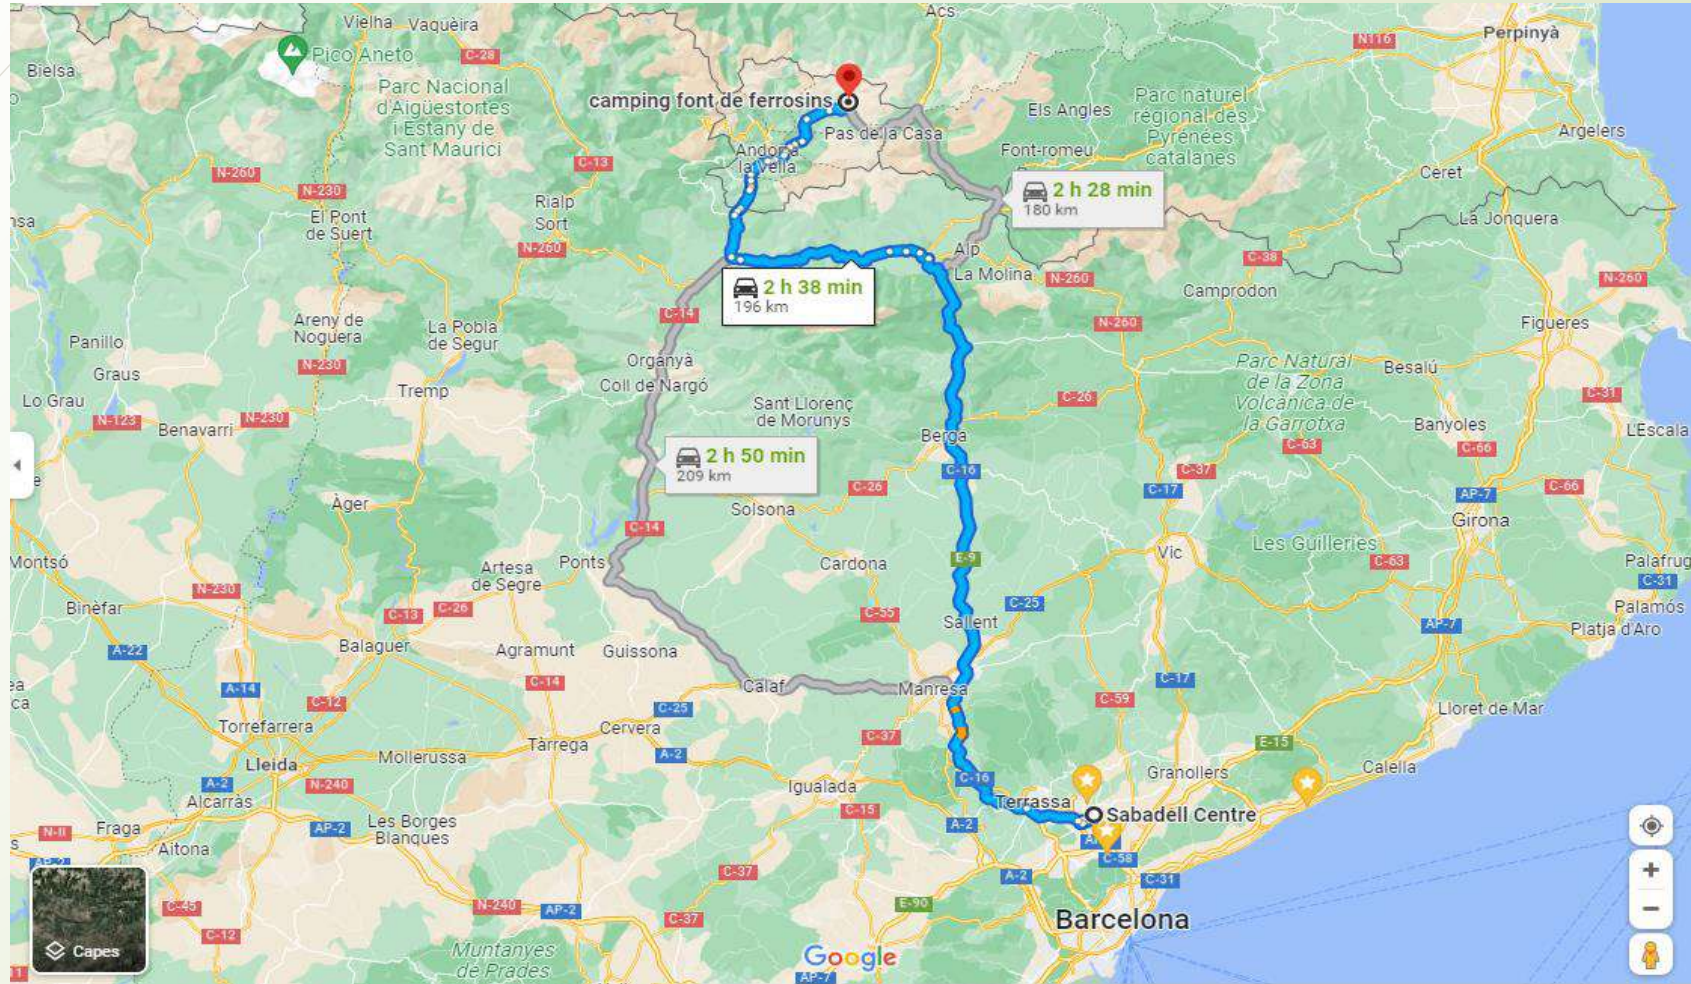 Acs
Vielha
Vaquèira
Perpinyà
N116
Pico Aneto
C-28
Bielsa
Parc Nacional
d'Aigüestortes
i Estany de
Sant Maurici
camping font de ferrosins
Els Angles
Parc naturel
régional des
Pyrénées
catalanes
Argelers
Pas de la Casa
Andorra
la Vella
Font-romeu
C-13
N-260
Ceret
2 h 28 min
180 km
N-230
Rialp
Sort
El Pont
de Suert
La Jonquera
N-260
Alp
C-38
La Molina
N-260
N-260
2 h 38 min
196 km
Camprodon
C-14
Areny de
Noguera
La Pobla
de Segur
N-260
Figueres
Panillo
Organyà
Coll de Nargó
N-230
Graus
Parc Natural
de la Zona
Volcànica de
la Garrotxa
Besalú
Tremp
Lo Grau
C-26
C-31
Sant Llorenç
de Morunys
N-123
N-230
Benavarri
Banyoles
L'Escala
Berga
C-63
C-66
2 h 50 min
209 km
C-16
C-37
C-26
C-17
AP-7
C-66
Àger
Solsona
Girona
C-14
Les Guilleries
Vic
Montsó
Artesa
de Segre
Ponts
Cardona
E-9
C-63
Palafrug
C-31
N-230
Binèfar
C-13
C-26
C-55
C-25
Palamós
Sallent
AP-7
Platja d'Aro
Balaguer
A-22
Agramunt
Guissona
A-14
C-14
Calaf
Manresa
C-17
C-12
C-59
C-25
Lloret de Mar
Torrefarrera
Cervera
C-37
Tàrrega
A-2
E-15
Mollerussa
Lleida
Calella
Granollers
C-16
A-2
N-240
Igualada
Terrassa
Alcarràs
C-15
Sabadell Centre
Les Borges
Blanques
AP-2
A-2
N-II
Fraga
Aitona
C-58
AP-2
C-37
A-2
C-31
C-45
N-240
AP-2
E-90
C-37
Barcelona
C-12
Capes
Muntanyes
de Prades
Google
AP-7